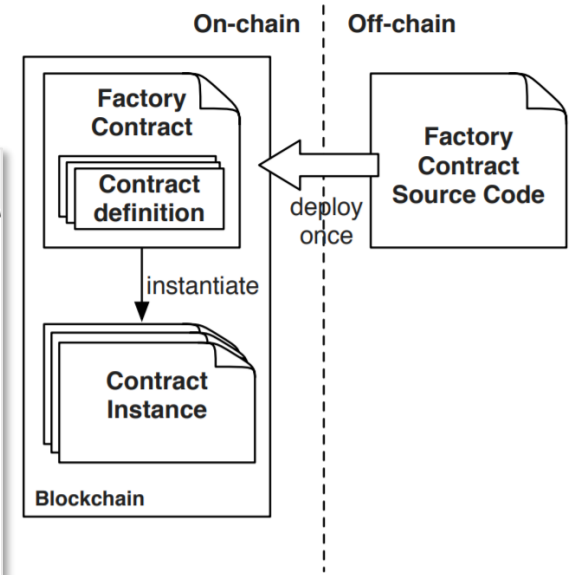 On-chain
Off-chain
Factory
Contract
Contract
definition
Factory
Contract
Source Code
deploy
once
instantiate
Contract
Instance
Blockchain